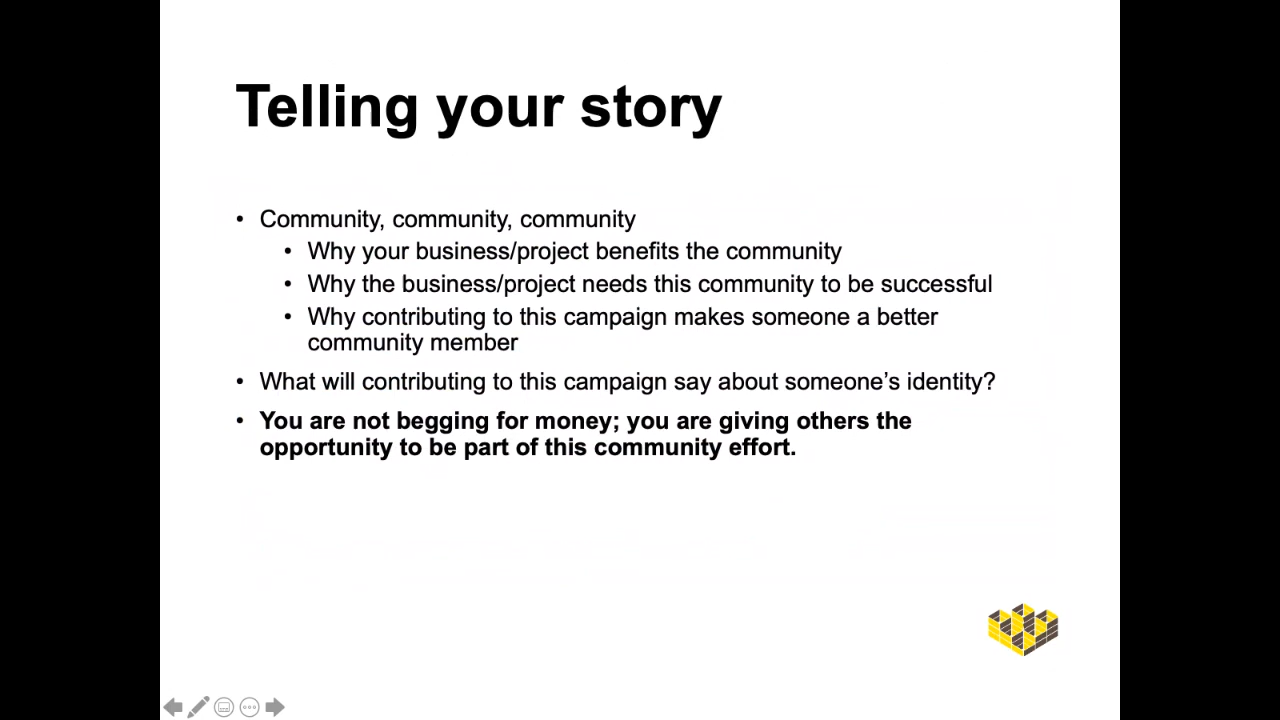 Telling your story
• Community, community, community
• Why your business/project benefits the community
• Why the business/project needs this community to be successful
• Why contributing to this campaign makes someone a better
community member
• What will contributing to this campaign say about someone’s identity?
• You are not begging for money; you are giving others the
opportunity to be part of this community effort.